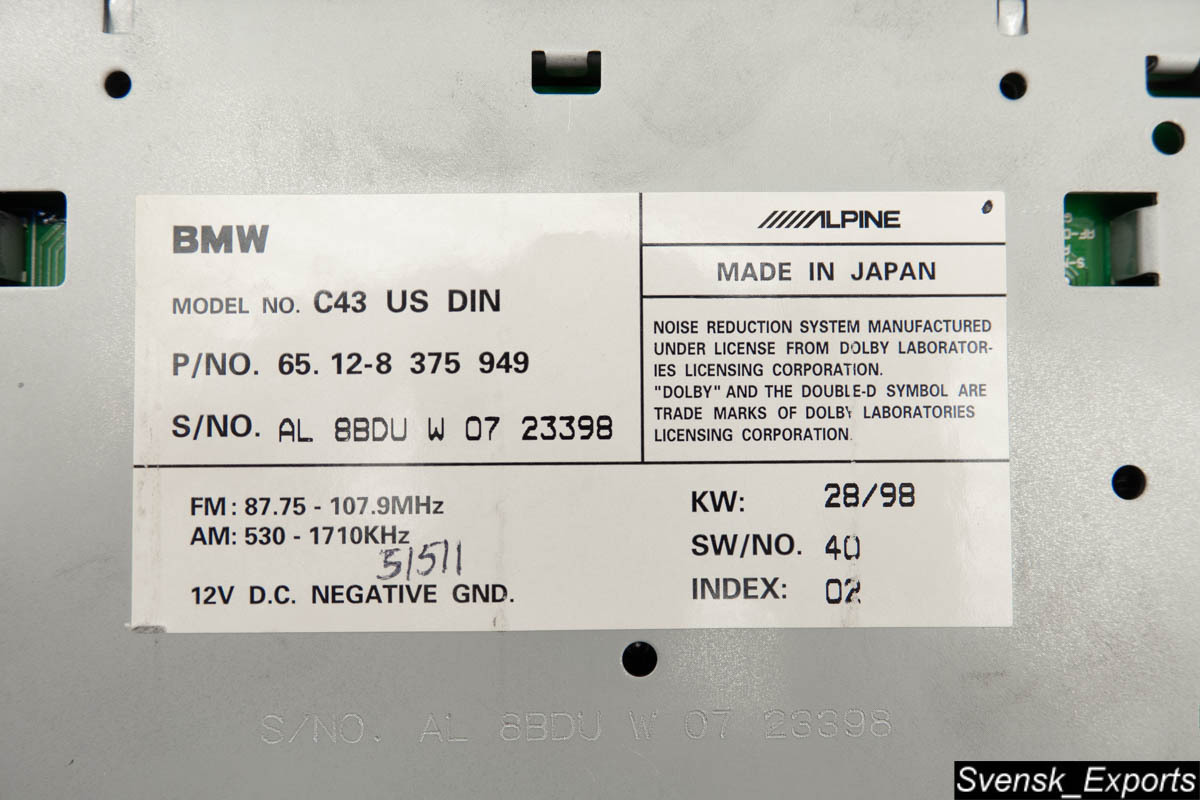 BMW
MODEL NO. C43 US DIN
P/NO. 65. 12-8 375 949
S/NO. AL 8BDU W 07 23398
ALPINE
MADE IN JAPAN
NOISE REDUCTION SYSTEM MANUFACTURED
UNDER LICENSE FROM DOLBY LABORATOR-
IES LICENSING CORPORATION.
"DOLBY" AND THE DOUBLE-D SYMBOL ARE
TRADE MARKS OF DOLBY LABORATORIES
LICENSING CORPORATION.
FM: 87.75 - 107.9MHz
AM: 530 - 1710KHz
51511
12V D.C. NEGATIVE GND.
KW: 28/98
SW/NO. 40
INDEX: 02
S/NO. AL 8BDU W 07 23398
Svensk_Exports